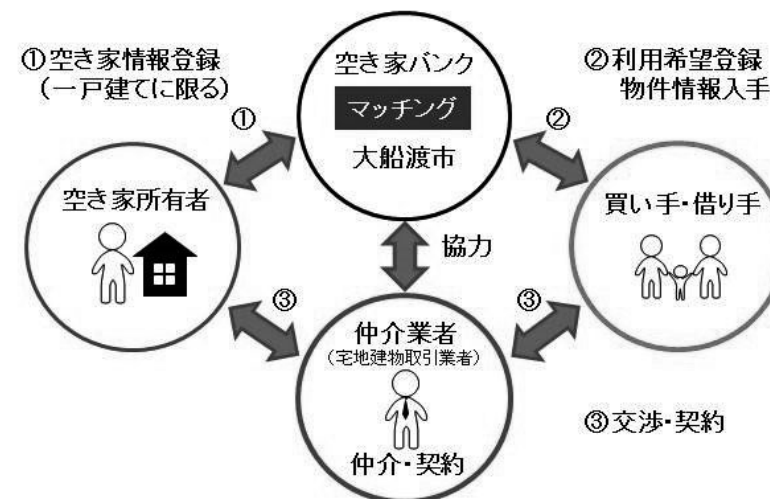 ①空き家情報登録
(一戸建てに限る)
①
空き家バンク
マッチング
大船渡市
②利用希望登録
物件情報入手
②
空き家所有者
協力
買い手・借り手
③
仲介業者
(宅地建物取引業者)
仲介・契約
③
③交渉・契約